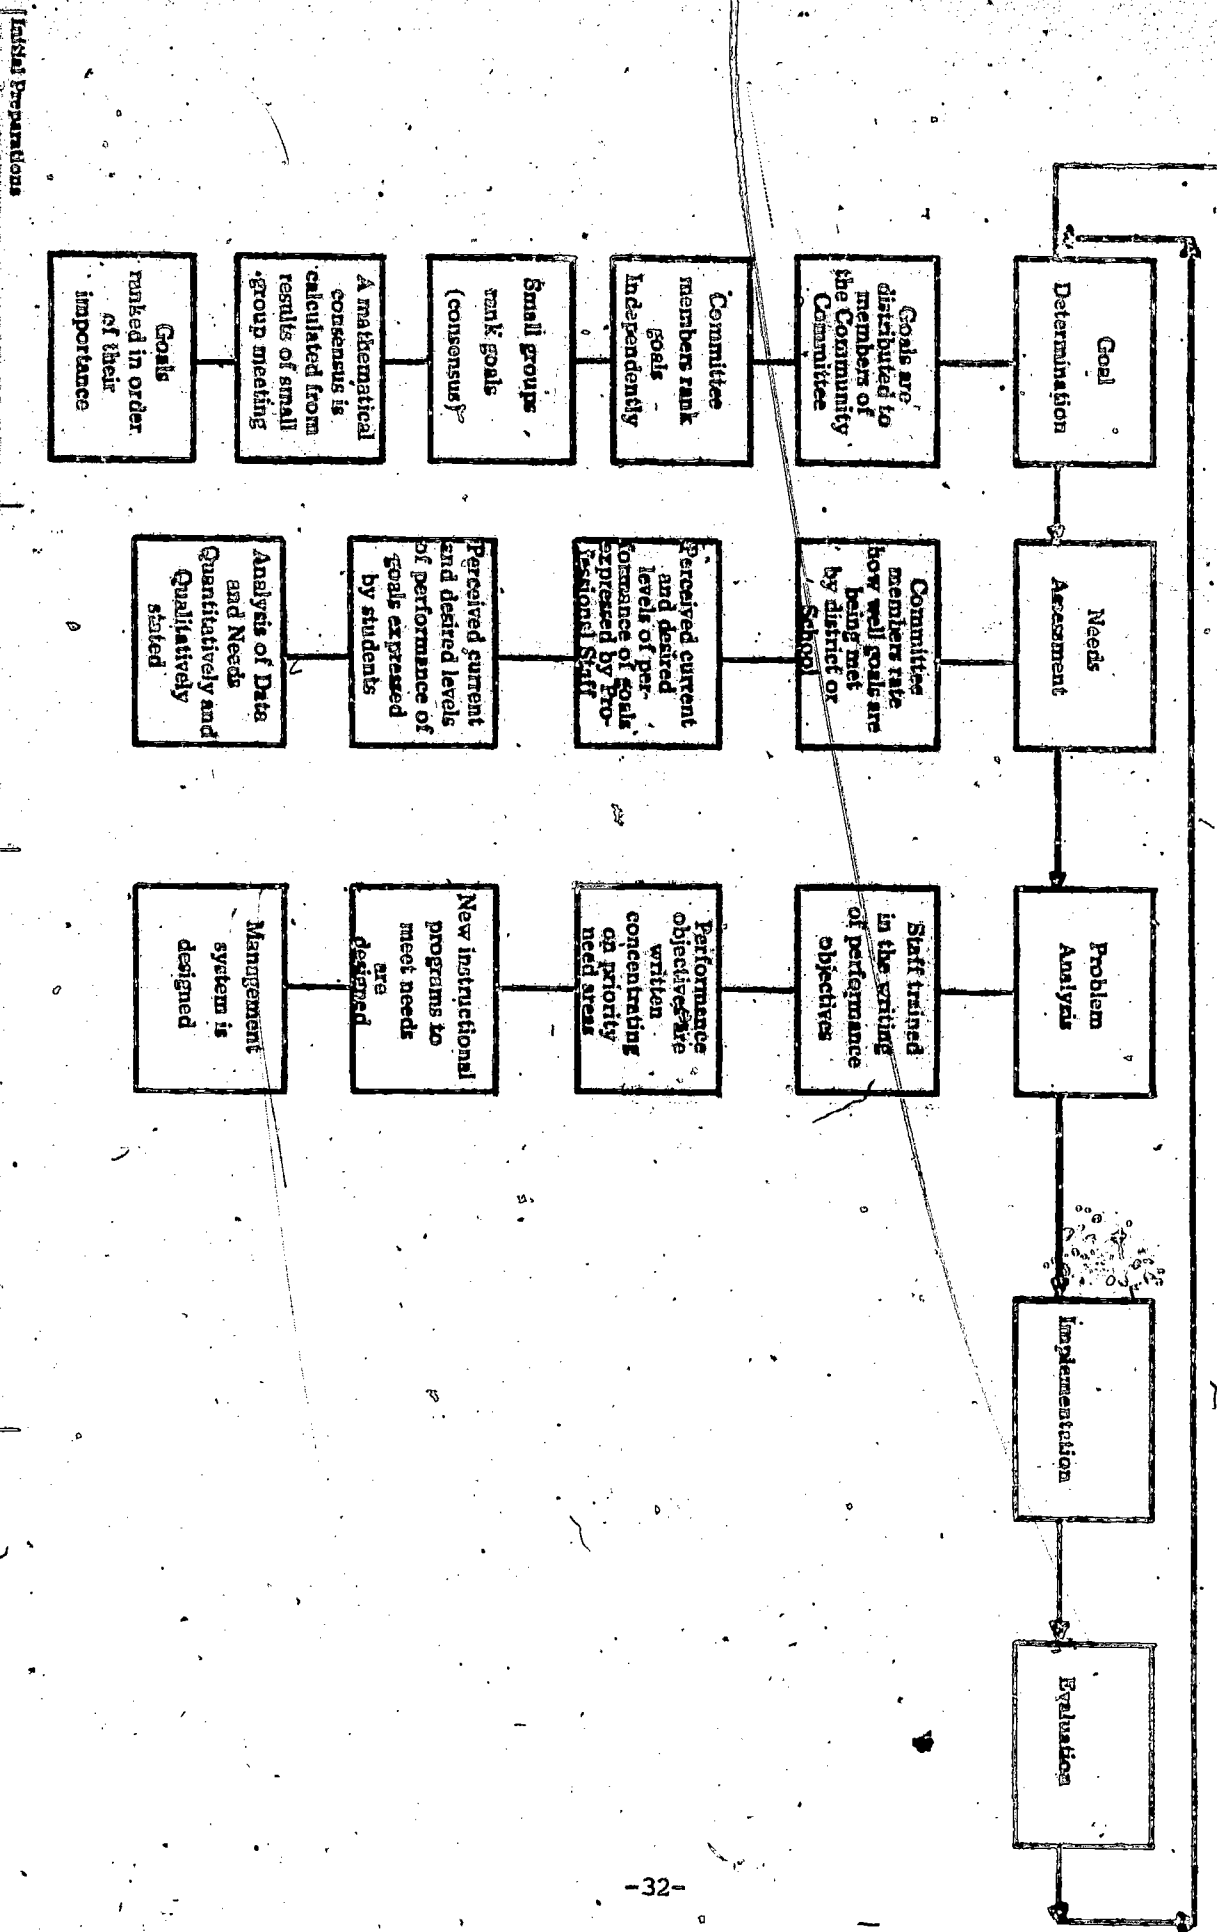 Goal
Determination
Goals are
distributed to
members of
the Community
Committee
Committee
members rank
goals
Independently
Small groups
rank goals
(consensus)
A mathematical
consensus is
calculated from
results of small
group meeting
Goals
ranked in order
of their
importance
Needs
Assessment
Committee
members rate
how well goals are
being met
by district or
School
Perceived current
and desired
levels of per-
formance of goals
expressed by Pro-
fessional Staff
Perceived current
and desired levels
of performance of
goals expressed
by students
Analysis of Data
and Needs
Quantitatively and
Qualitatively
stated
Problem
Analysis
Staff trained
in the writing
of performance
objectives
Performance
objectives are
written
concentrating
on priority
need areas
New instructional
programs to
meet needs
are
designed
Management
system is
designed
Implementation
Evaluation
Initial Preparations
-32-